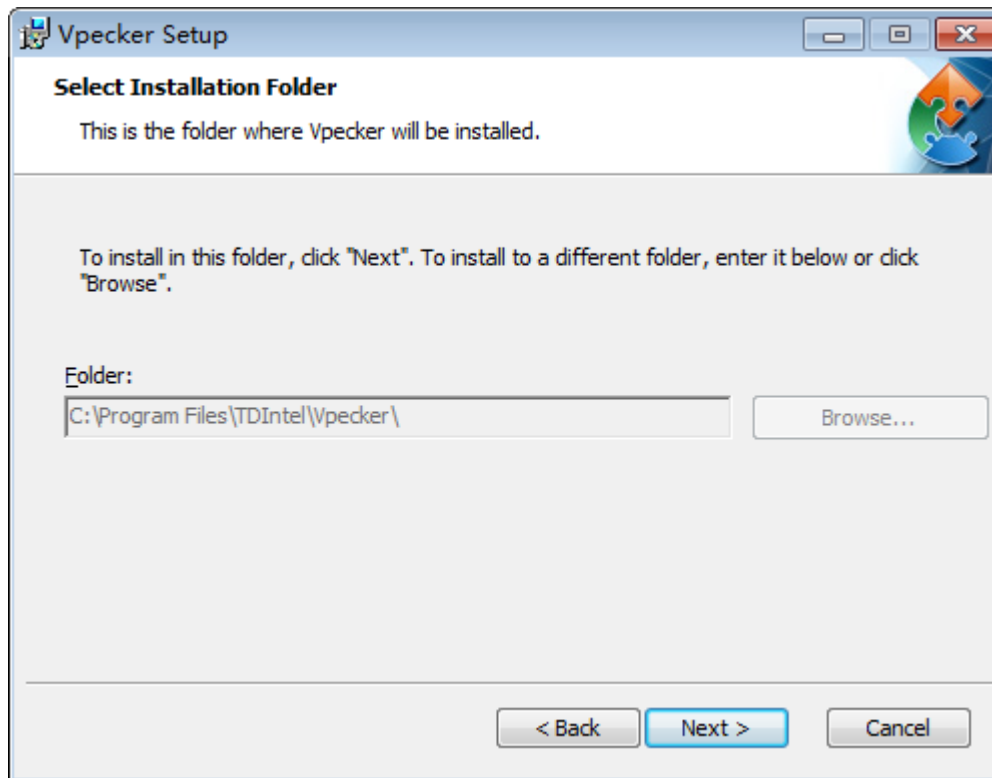 Vpecker Setup
Select Installation Folder
This is the folder where Vpecker will be installed.
To install in this folder, click "Next". To install to a different folder, enter it below or click
"Browse".
Folder:
C:\Program Files\TDIntel\Vpecker\
Browse...
< Back
Next >
Cancel